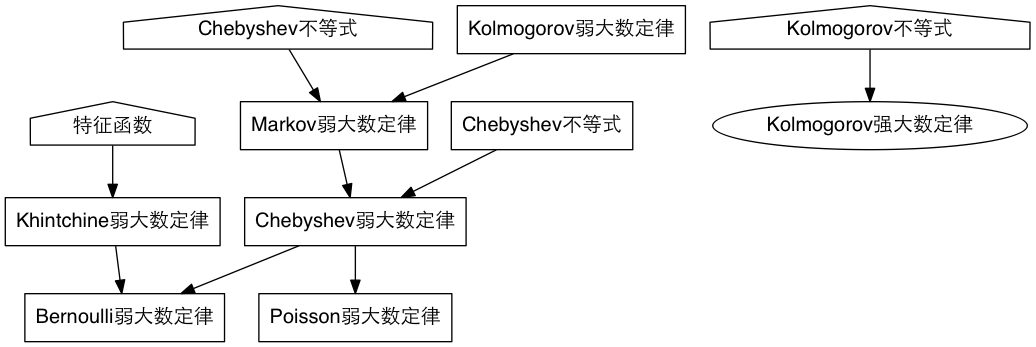 Chebyshev不等式
Kolmogorov弱大数定律
Kolmogorov不等式
特征函数
Markov弱大数定律
Chebyshev不等式
Kolmogorov强大数定律
Khintchine弱大数定律
Chebyshev弱大数定律
Bernoulli弱大数定律
Poisson弱大数定律